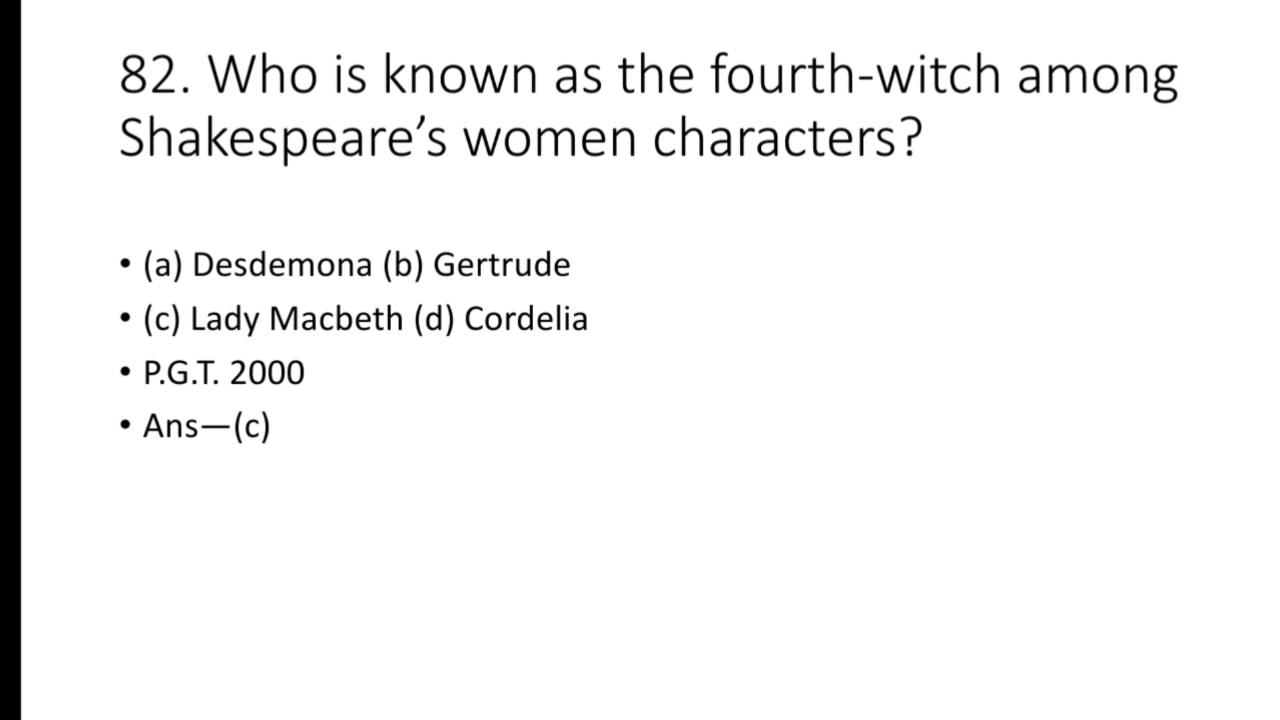 82. Who is known as the fourth-witch among
Shakespeare’s women characters?
• (a) Desdemona (b) Gertrude
• (c) Lady Macbeth (d) Cordelia
• P.G.T. 2000
• Ans—(c)